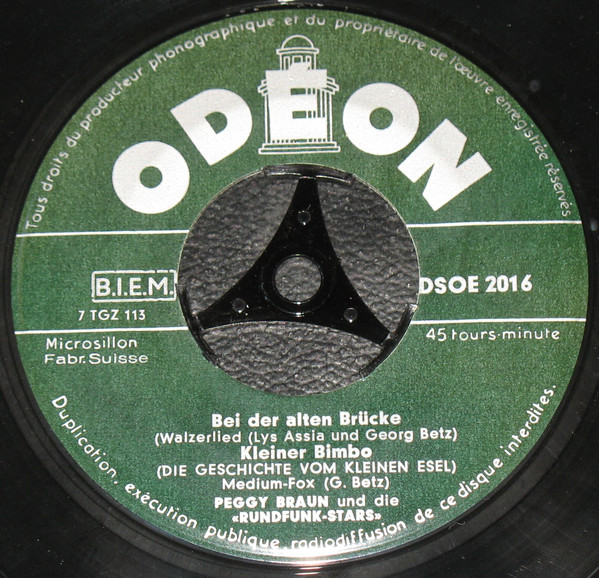 Tous droits du producteur phonographique et du propriétaire de l'œuvre enregistrée réservés
ODEON
B.I.E.M.
DSOE 2016
7 TGZ 113
Microsillon
Fabr. Suisse
45 tours-minute
Bei der alten Brücke
(Walzerlied (Lys Assia und Georg Betz)
Kleiner Bimbo
(DIE GESCHICHTE VOM KLEINEN ESEL)
Medium-Fox (G. Betz)
PEGGY BRAUN und die
«RUNDFUNK-STARS»
Duplication, exécution publique, radiodiffusion de ce disque interdites.